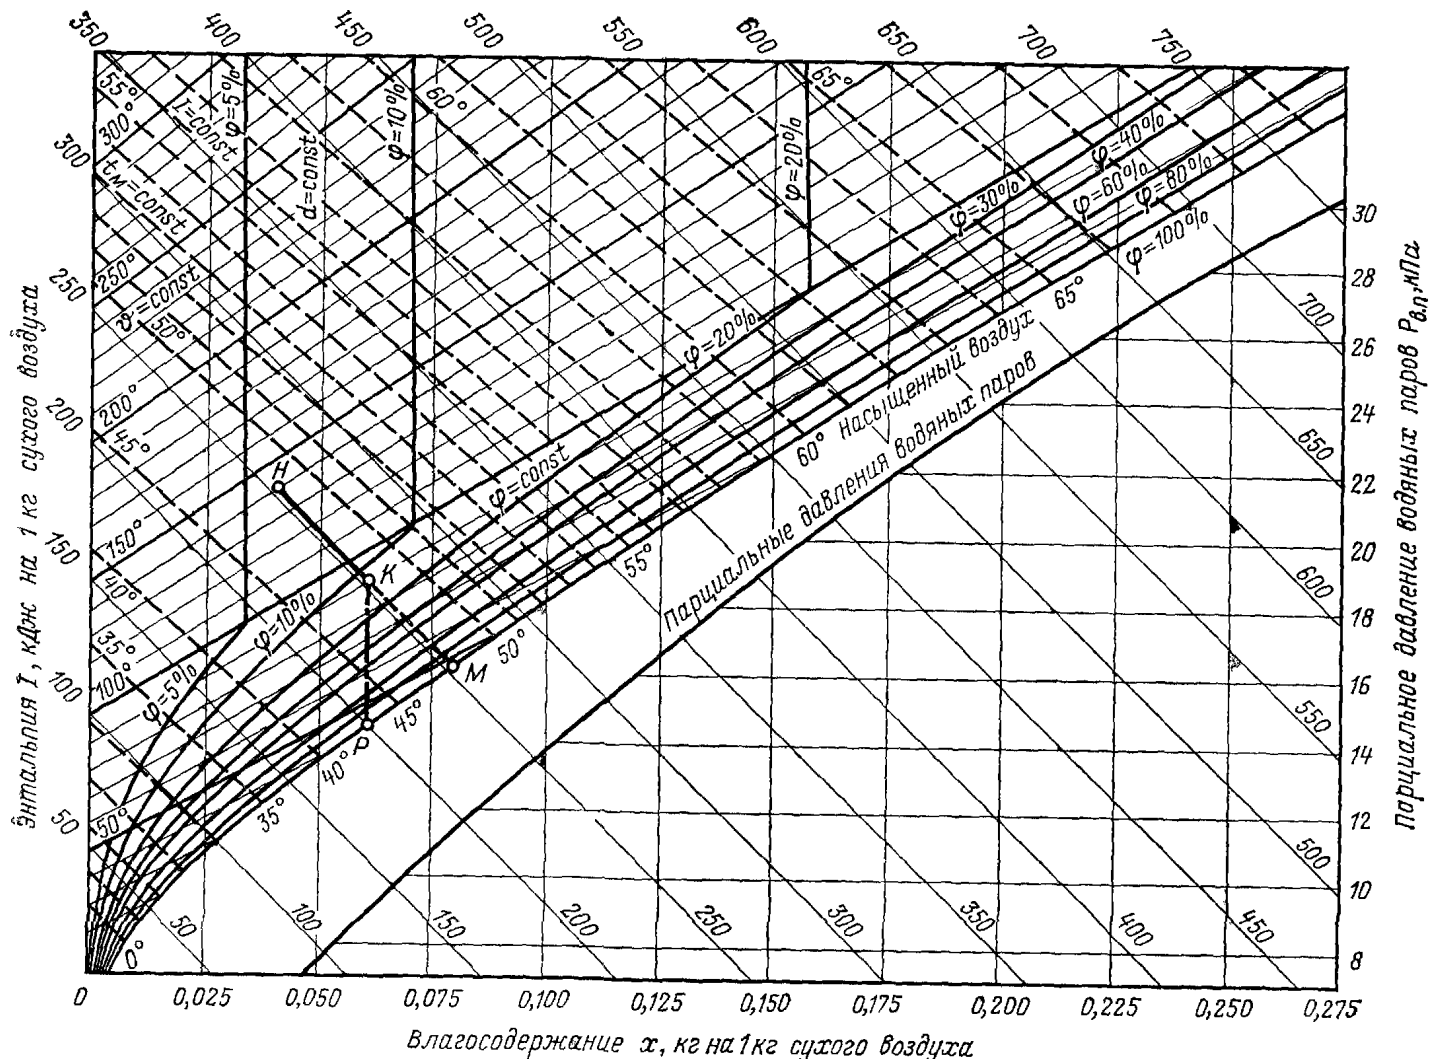 350 400 450 500 550 600 650 700 750
55° 60° 65°
300° I=const φ=5% φ=10% φ=20% φ=40%
300 tм=const d=const φ=30% φ=60% φ=80%
φ=100%
250 250° ϑ=const 50°
200° φ=20% Насыщенный воздух 65°
200 45° φ=const 60°
Парциальные давления водяных паров
H
150 150° K 55°
40°
35° φ=10% 50°
100 100° φ=5% M
45°
P
40°
50 50° 35°
0°
50 100 150 200 250 300 350 400 450
500
550
600
650
700
30
28
26
24
22
20
18
16
14
12
10
8
Энтальпия I, кДж на 1 кг сухого воздуха
Парциальное давление водяных паров Pв.п, мПа
0 0,025 0,050 0,075 0,100 0,125 0,150 0,175 0,200 0,225 0,250 0,275
Влагосодержание x, кг на 1 кг сухого воздуха